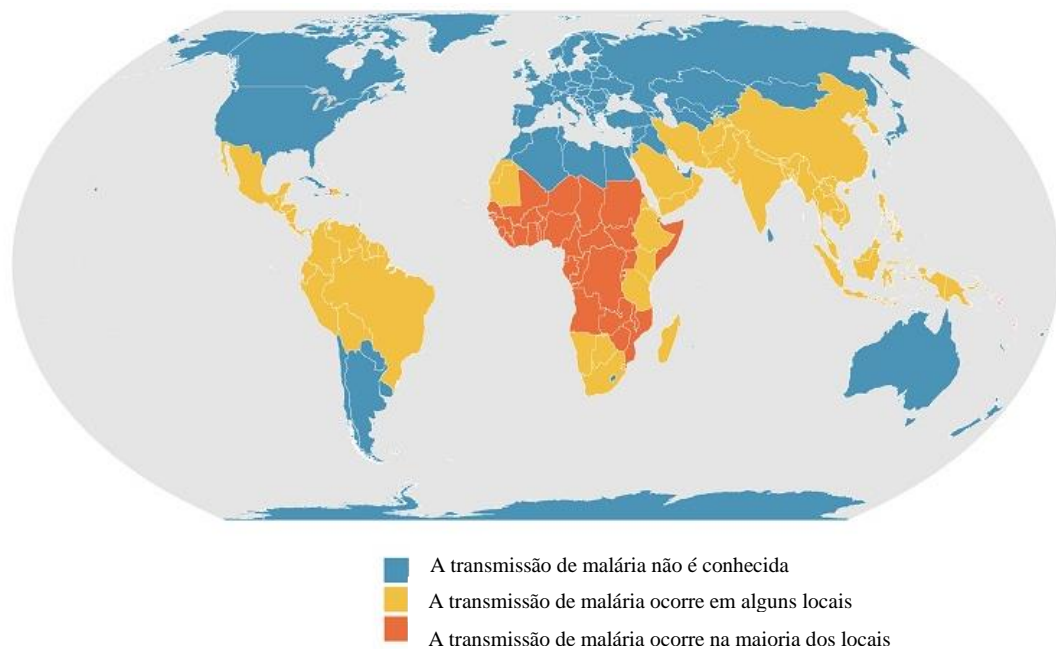 A transmissão de malária não é conhecida
A transmissão de malária ocorre em alguns locais
A transmissão de malária ocorre na maioria dos locais